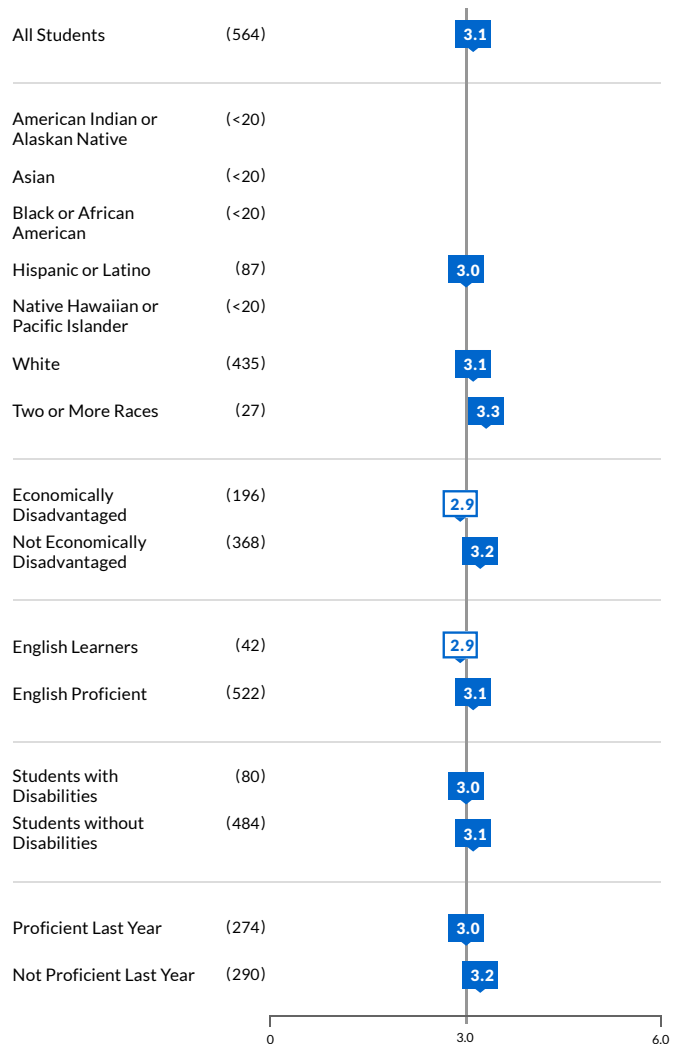 All Students (564) 3.1
American Indian or (<20)
Alaskan Native
Asian (<20)
Black or African (<20)
American
Hispanic or Latino (87) 3.0
Native Hawaiian or (<20)
Pacific Islander
White (435) 3.1
Two or More Races (27) 3.3
Economically (196) 2.9
Disadvantaged
Not Economically (368) 3.2
Disadvantaged
English Learners (42) 2.9
English Proficient (522) 3.1
Students with (80) 3.0
Disabilities
Students without (484) 3.1
Disabilities
Proficient Last Year (274) 3.0
Not Proficient Last Year (290) 3.2
0 3.0 6.0